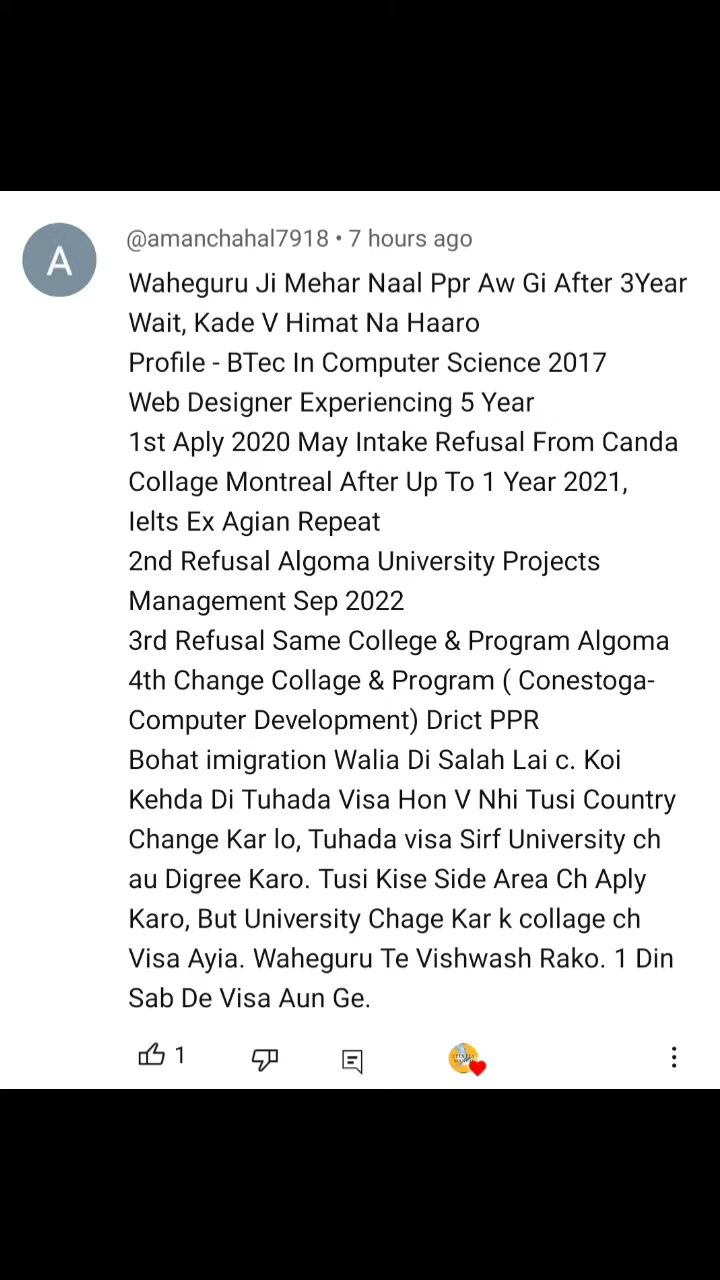 A
@amanchahal7918 • 7 hours ago
Waheguru Ji Mehar Naal Ppr Aw Gi After 3Year
Wait, Kade V Himat Na Haaro
Profile - BTec In Computer Science 2017
Web Designer Experiencing 5 Year
1st Aply 2020 May Intake Refusal From Canda
Collage Montreal After Up To 1 Year 2021,
Ielts Ex Agian Repeat
2nd Refusal Algoma University Projects
Management Sep 2022
3rd Refusal Same College & Program Algoma
4th Change Collage & Program ( Conestoga-
Computer Development) Drict PPR
Bohat imigration Walia Di Salah Lai c. Koi
Kehda Di Tuhada Visa Hon V Nhi Tusi Country
Change Kar lo, Tuhada visa Sirf University ch
au Digree Karo. Tusi Kise Side Area Ch Aply
Karo, But University Chage Kar k collage ch
Visa Ayia. Waheguru Te Vishwash Rako. 1 Din
Sab De Visa Aun Ge.
1